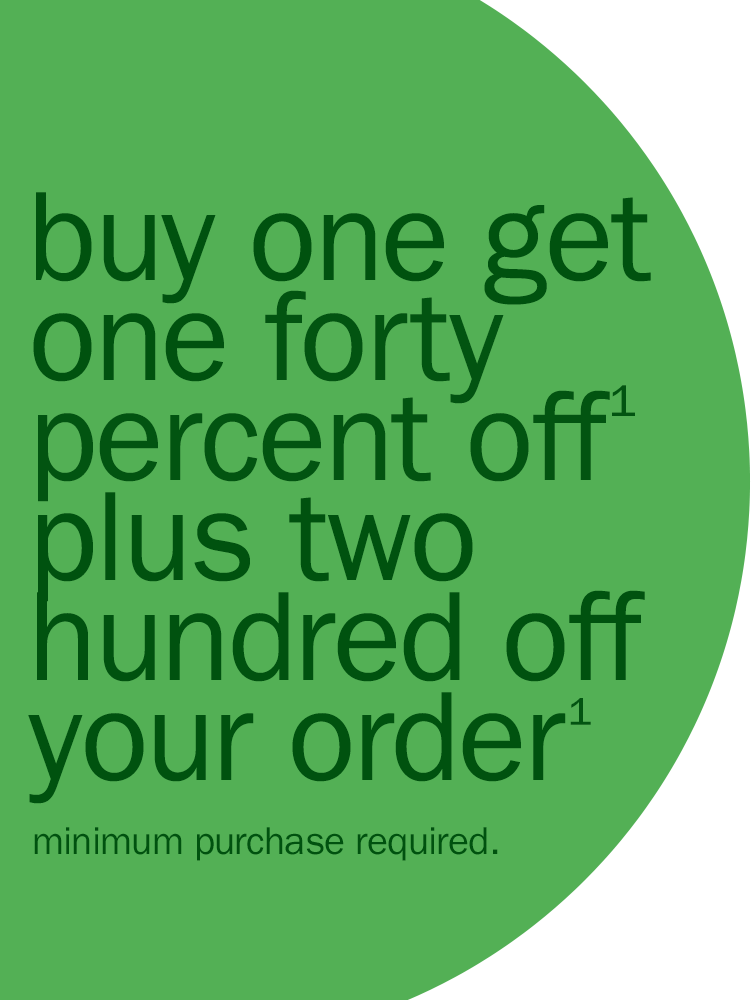 buy one get
one forty
percent off¹
plus two
hundred off
your order¹
minimum purchase required.